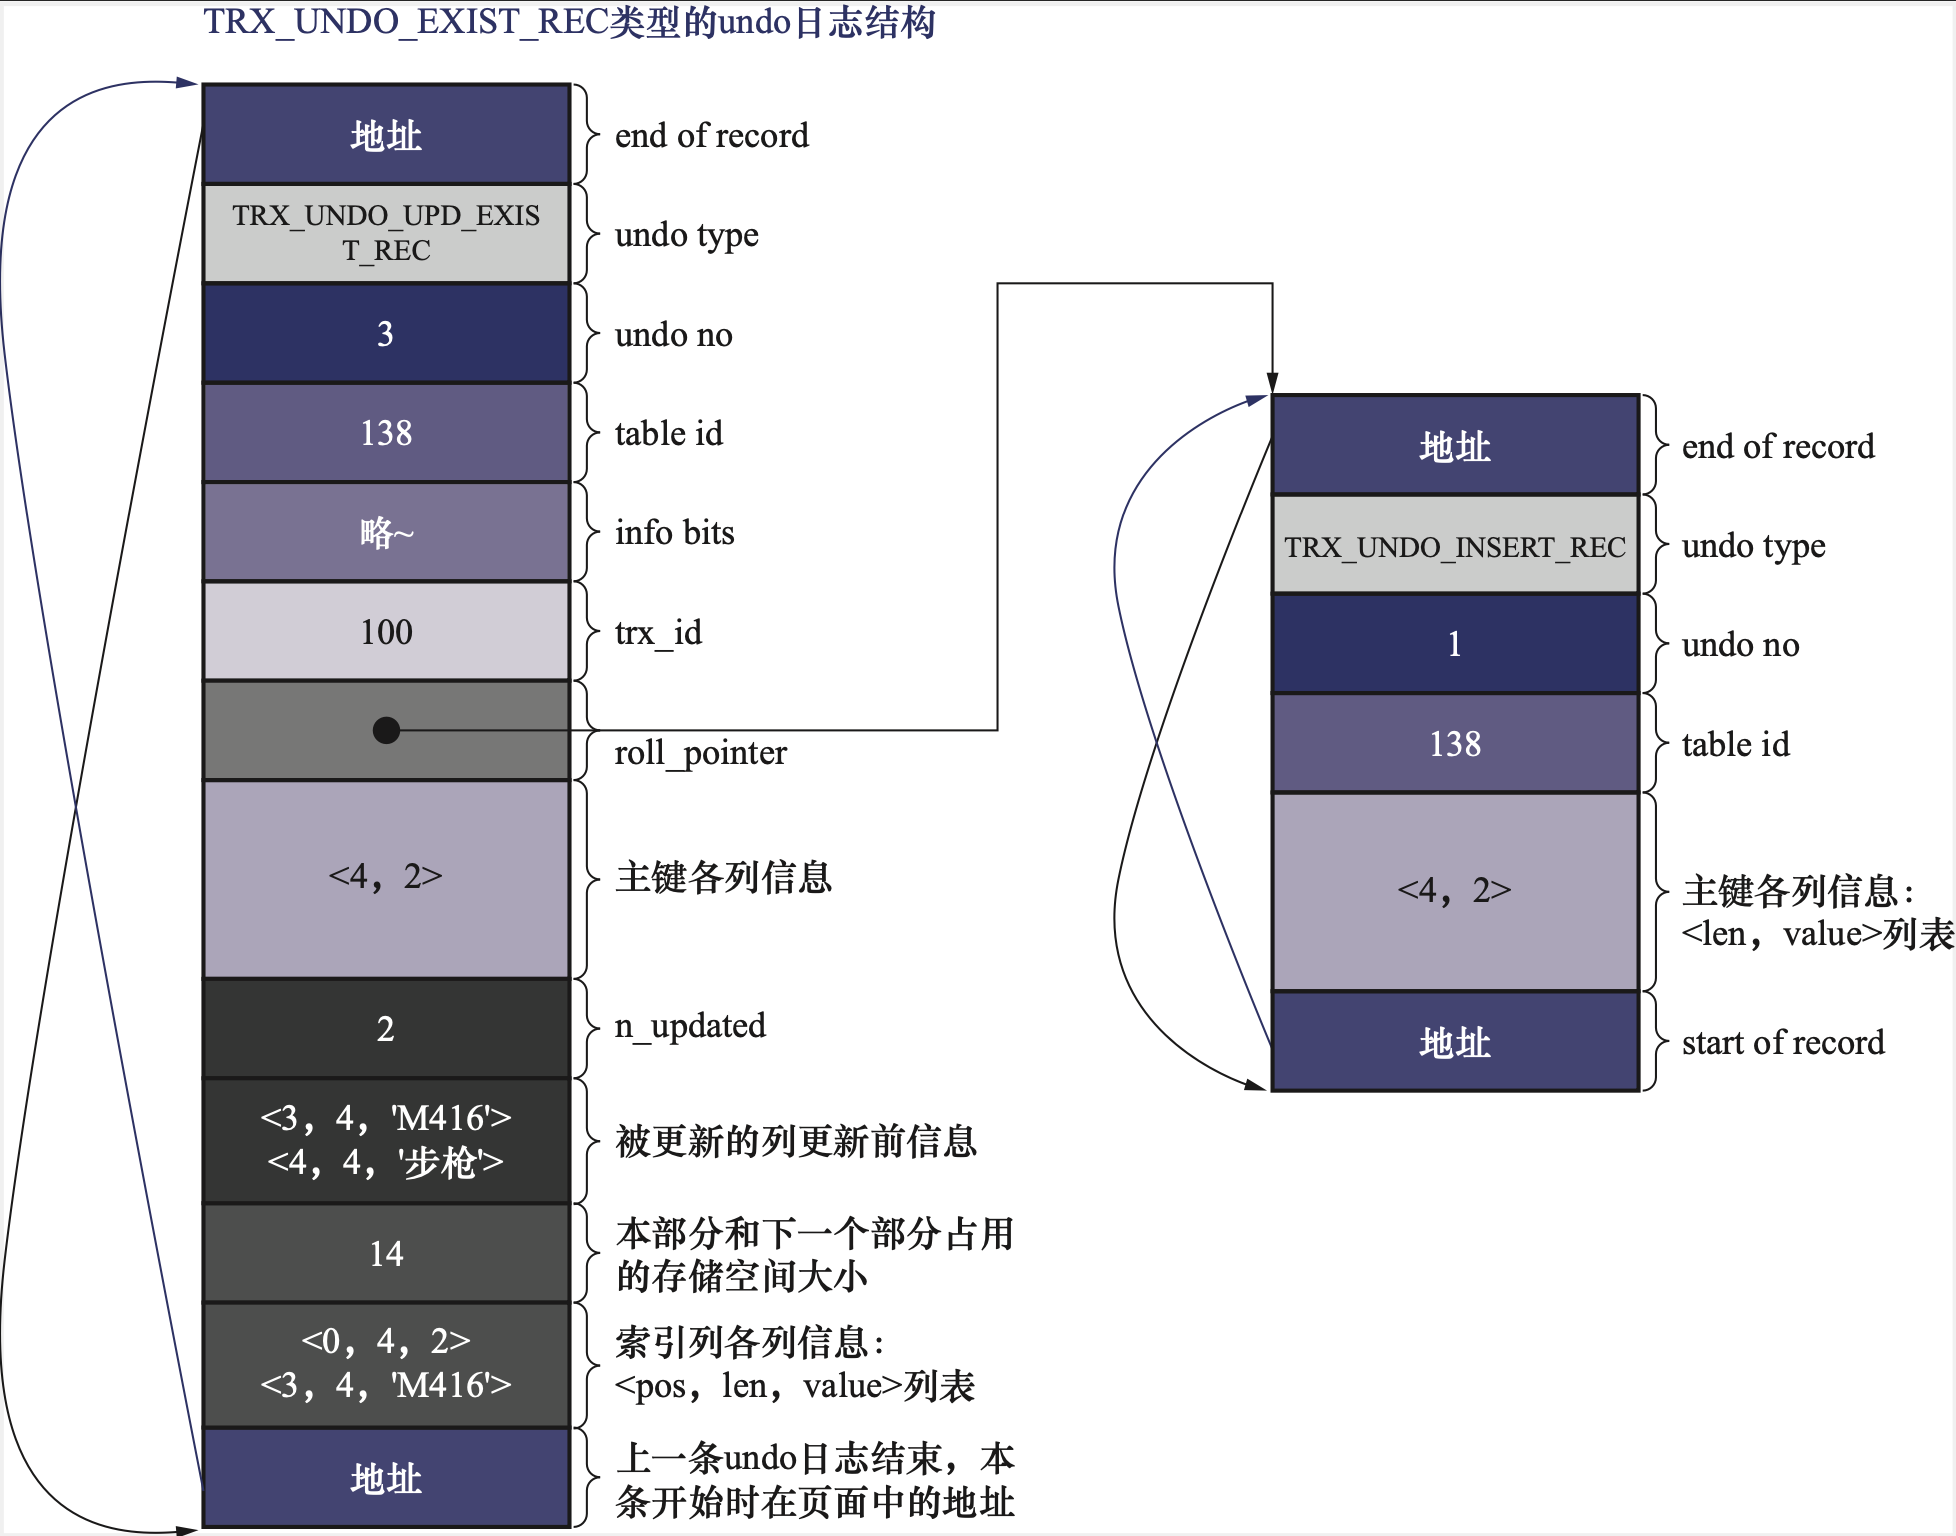 TRX_UNDO_EXIST_REC类型的undo日志结构
地址
end of record
TRX_UNDO_UPD_EXIS
T_REC
undo type
3
undo no
138
table id
略~
info bits
100
trx_id
roll_pointer
<4，2>
主键各列信息
2
n_updated
<3，4，'M416'>
<4，4，'步枪'>
被更新的列更新前信息
14
本部分和下一个部分占用
的存储空间大小
<0，4，2>
<3，4，'M416'>
索引列各列信息：
<pos，len，value>列表
地址
上一条undo日志结束，本
条开始时在页面中的地址
地址
end of record
TRX_UNDO_INSERT_REC
undo type
1
undo no
138
table id
<4，2>
主键各列信息：
<len，value>列表
地址
start of record